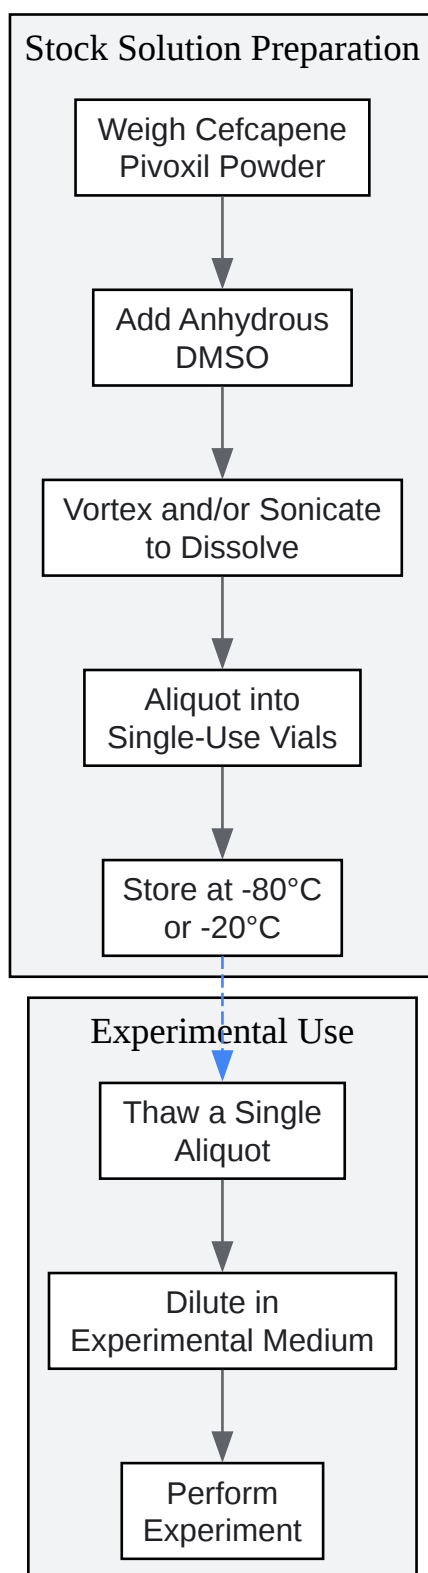 Stock Solution Preparation
Weigh Cefcapene
Pivoxil Powder
Add Anhydrous
DMSO
Vortex and/or Sonicate
to Dissolve
Aliquot into
Single-Use Vials
Store at -80°C
or -20°C
Experimental Use
Thaw a Single
Aliquot
Dilute in
Experimental Medium
Perform
Experiment